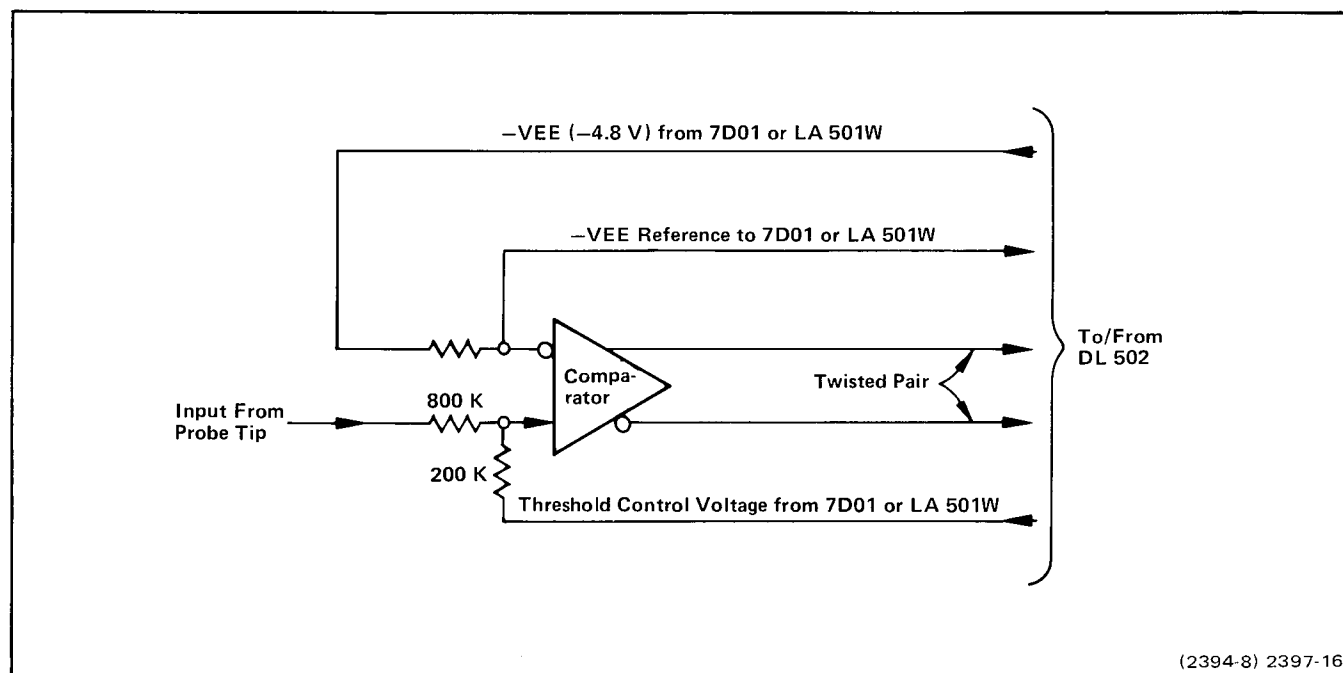 –VEE (–4.8 V) from 7D01 or LA 501W
–VEE Reference to 7D01 or LA 501W
Compa-
rator
Twisted Pair
To/From
DL 502
Input From
Probe Tip
800 K
200 K
Threshold Control Voltage from 7D01 or LA 501W
(2394-8) 2397-16